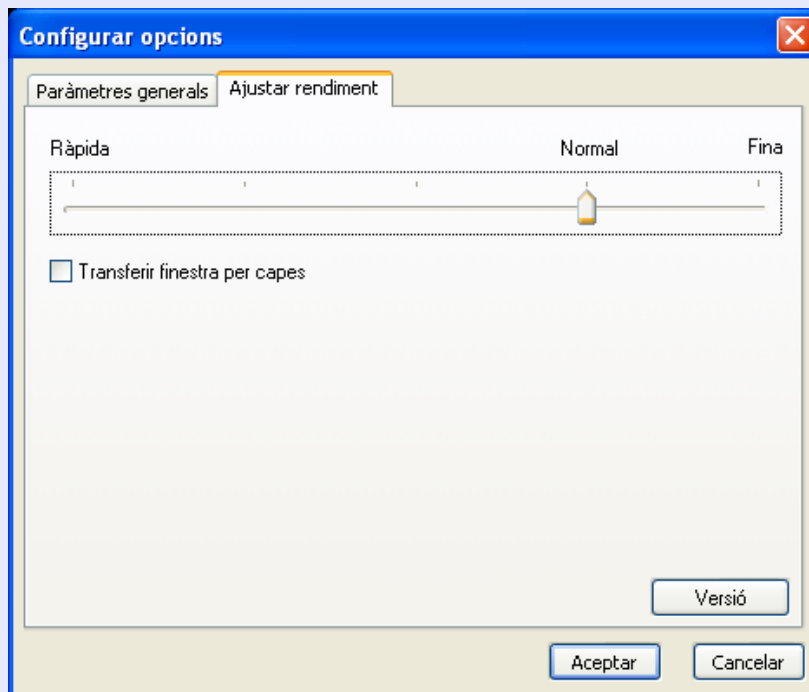 Configurar opcions
Paràmetres generals Ajustar rendiment
Ràpida Normal Fina
Transferir finestra per capes
Versió
Aceptar Cancelar